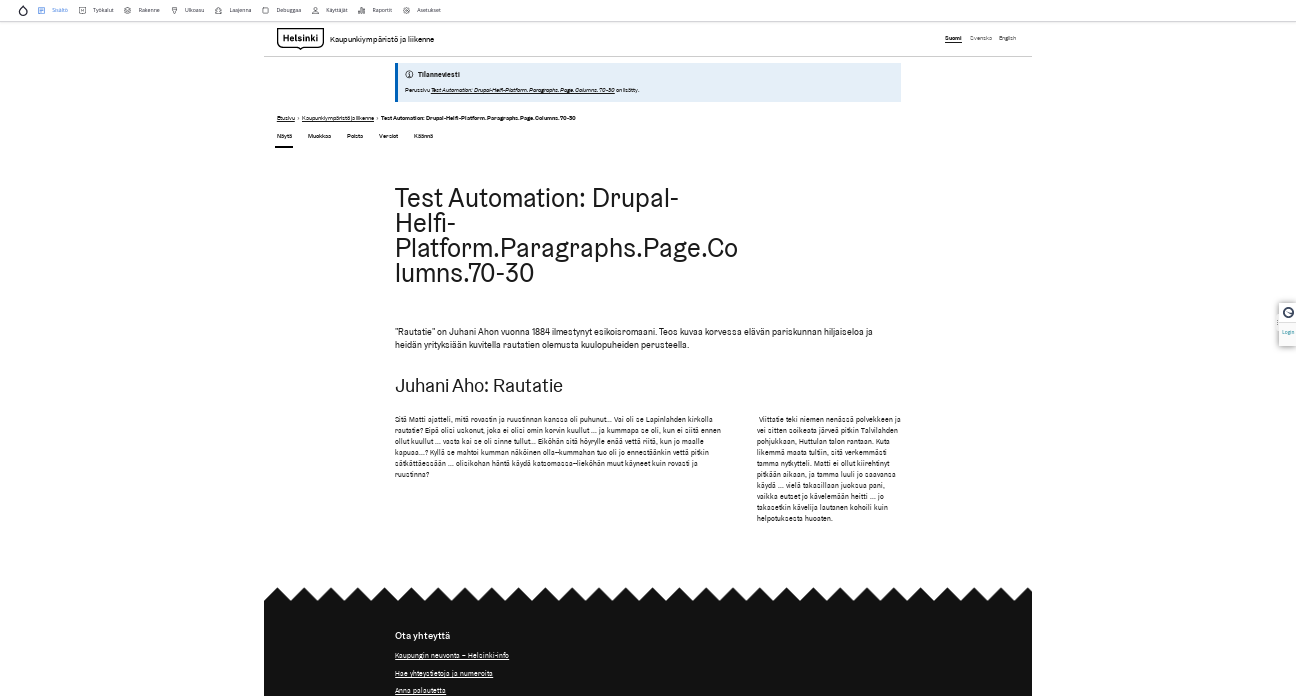 Sisältö Työkalut Rakenne Ulkoasu Laajenna Debuggaa Käyttäjät Raportit Asetukset
Helsinki Kaupunkiympäristö ja liikenne Suomi Svenska English
Tilanneviesti
Perussivu Test Automation: Drupal-Helfi-Platform.Paragraphs.Page.Columns.70-30 on lisätty.
Etusivu › Kaupunkiympäristö ja liikenne › Test Automation: Drupal-Helfi-Platform.Paragraphs.Page.Columns.70-30
Näytä Muokkaa Poista Versiot Käännä
Test Automation: Drupal-
Helfi-
Platform.Paragraphs.Page.Co
lumns.70-30
Login
"Rautatie" on Juhani Ahon vuonna 1884 ilmestynyt esikoisromaani. Teos kuvaa korvessa elävän pariskunnan hiljaiseloa ja
heidän yrityksiään kuvitella rautatien olemusta kuulopuheiden perusteella.
Juhani Aho: Rautatie
Sitä Matti ajatteli, mitä rovastin ja ruustinnan kanssa oli puhunut... Vai oli se Lapinlahden kirkolla
rautatie? Eipä olisi uskonut, joka ei olisi omin korvin kuullut ... ja kummapa se oli, kun ei siitä ennen
ollut kuullut ... vasta kai se oli sinne tullut... Eiköhän sitä höyrylle enää vettä riitä, kun jo maalle
kapuaa...? Kyllä se mahtoi kumman näköinen olla—kummahan tuo oli jo ennestäänkin vettä pitkin
sätkättäessään ... olisikohan häntä käydä katsomassa—lieköhän muut käyneet kuin rovasti ja
ruustinna?
Viittatie teki niemen nenässä polvekkeen ja
vei sitten soikeata järveä pitkin Talvilahden
pohjukkaan, Huttulan talon rantaan. Kuta
likemmä maata tultiin, sitä verkemmästi
tamma nytkytteli. Matti ei ollut kiirehtinyt
pitkään aikaan, ja tamma luuli jo saavansa
käydä ... vielä takasillaan juoksua pani,
vaikka eutset jo kävelemään heitti ... jo
takasetkin kävelija lautanen kohoili kuin
helpotuksesta huoaten.
Ota yhteyttä
Kaupungin neuvonta – Helsinki-info
Hae yhteystietoja ja numeroita
Anna palautetta